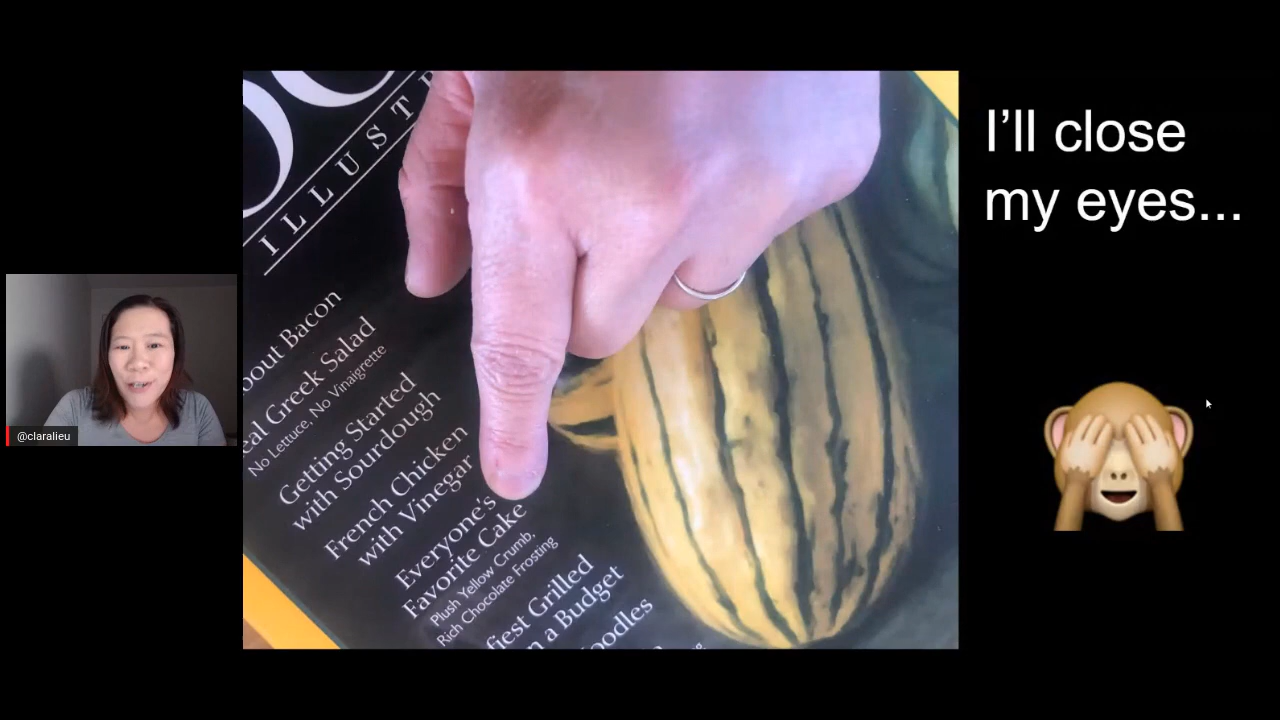 I'll close
my eyes...
ILLUST
bout Bacon
eal Greek Salad
No Lettuce, No Vinaigrette
Getting Started
with Sourdough
French Chicken
with Vinegar
Everyone's
Favorite Cake
Plush Yellow Crumb,
Rich Chocolate Frosting
fiest Grilled
n a Budget
oodles
@claralieu